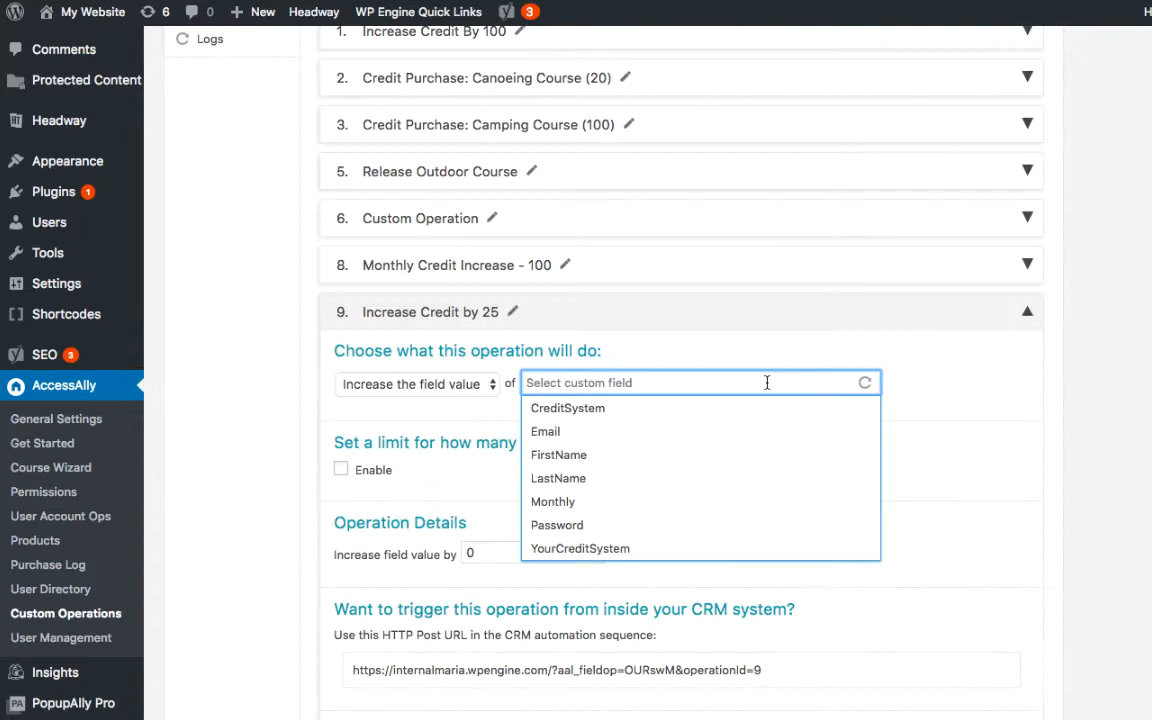 My Website 6 0 New Headway WP Engine Quick Links 3 H
Comments
Protected Content
Headway
Appearance
Plugins 1
Users
Tools
Settings
Shortcodes
SEO 3
AccessAlly
General Settings
Get Started
Course Wizard
Permissions
User Account Ops
Products
Purchase Log
User Directory
Custom Operations
User Management
Insights
PopupAlly Pro
Logs
1. Increase Credit By 100
2. Credit Purchase: Canoeing Course (20)
3. Credit Purchase: Camping Course (100)
5. Release Outdoor Course
6. Custom Operation
8. Monthly Credit Increase - 100
9. Increase Credit by 25
Choose what this operation will do:
Increase the field value of Select custom field
CreditSystem
Email
FirstName
LastName
Monthly
Password
YourCreditSystem
Set a limit for how many
Enable
Operation Details
Increase field value by 0
Want to trigger this operation from inside your CRM system?
Use this HTTP Post URL in the CRM automation sequence:
https://internalmaria.wpengine.com/?aal_fieldop=OURswM&operationId=9